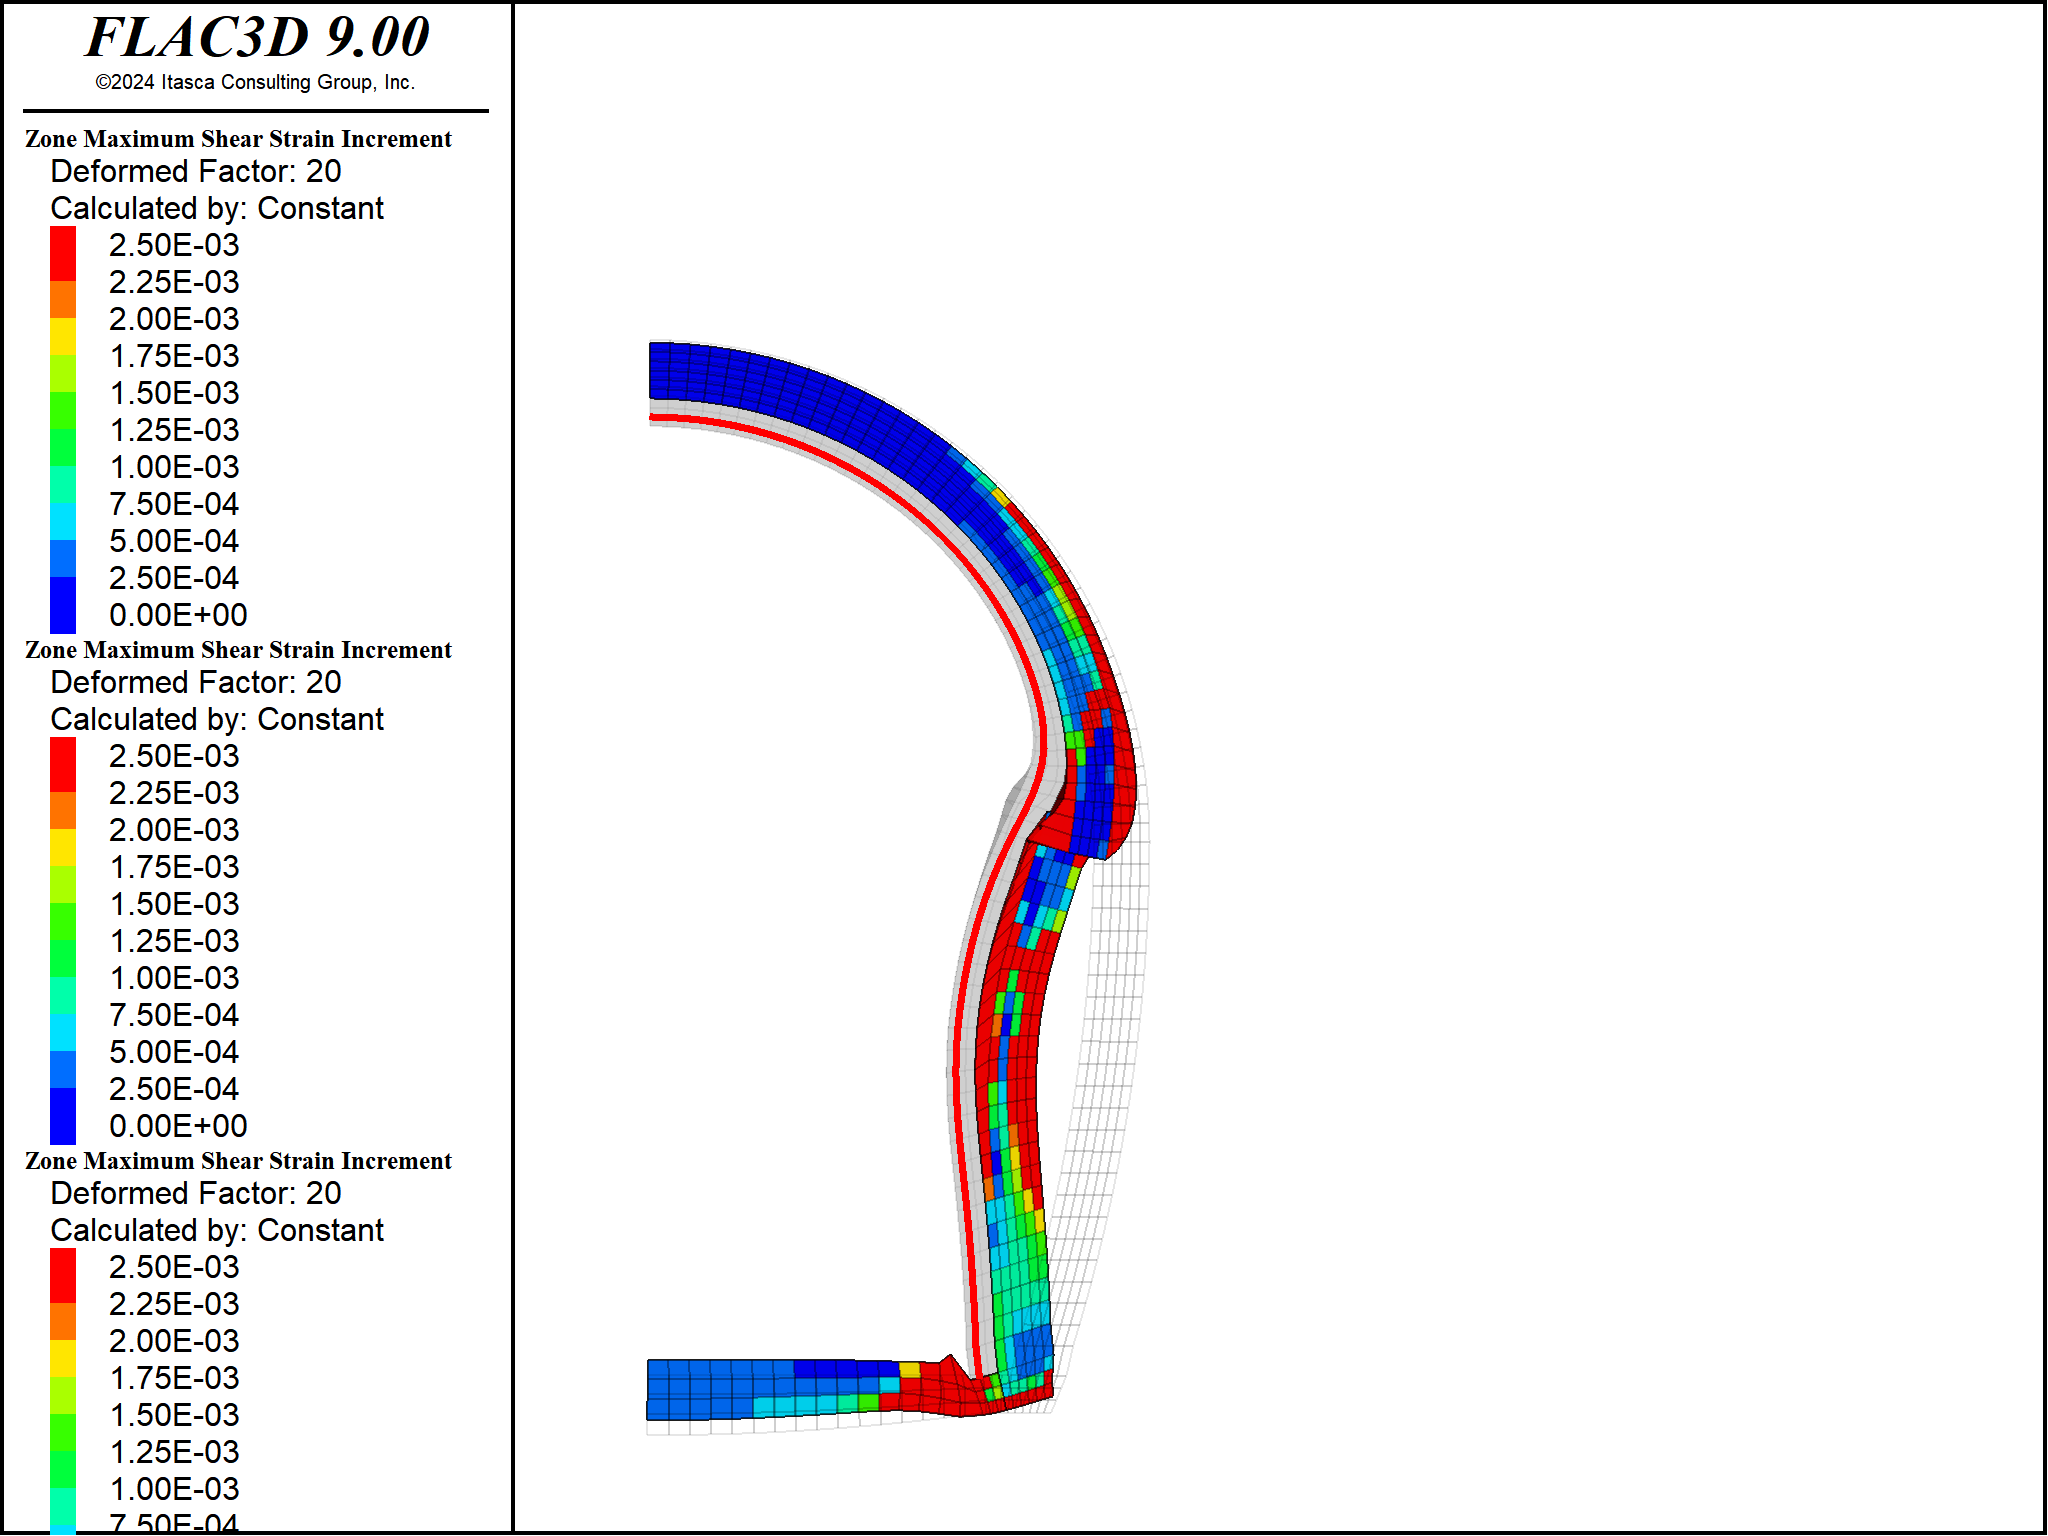 FLAC3D 9.00
©2024 Itasca Consulting Group, Inc.
Zone Maximum Shear Strain Increment
Deformed Factor: 20
Calculated by: Constant
2.50E-03
2.25E-03
2.00E-03
1.75E-03
1.50E-03
1.25E-03
1.00E-03
7.50E-04
5.00E-04
2.50E-04
0.00E+00
Zone Maximum Shear Strain Increment
Deformed Factor: 20
Calculated by: Constant
2.50E-03
2.25E-03
2.00E-03
1.75E-03
1.50E-03
1.25E-03
1.00E-03
7.50E-04
5.00E-04
2.50E-04
0.00E+00
Zone Maximum Shear Strain Increment
Deformed Factor: 20
Calculated by: Constant
2.50E-03
2.25E-03
2.00E-03
1.75E-03
1.50E-03
1.25E-03
1.00E-03
7.50E-04